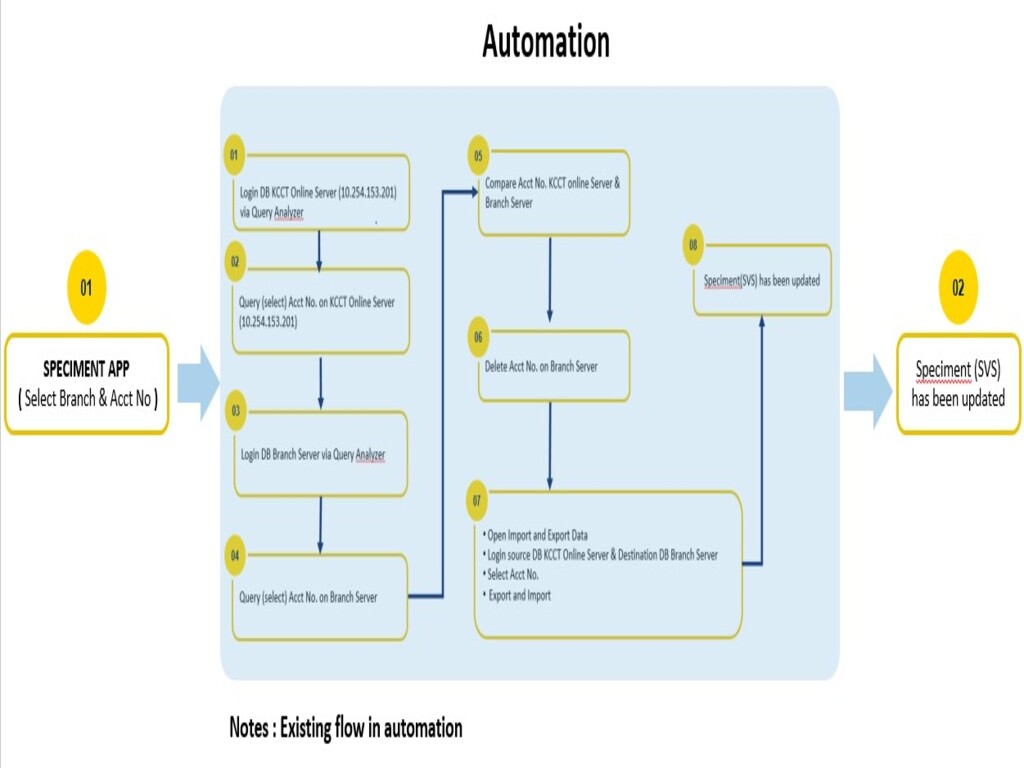 Automation
01
SPECIMENT APP
( Select Branch & Acct No )
01
Login DB KCCT Online Server (10.254.153.201)
via Query Analyzer
02
Query (select) Acct No. on KCCT Online Server
(10.254.153.201)
03
Login DB Branch Server via Query Analyzer
04
Query (select) Acct No. on Branch Server
05
Compare Acct No. KCCT online Server &
Branch Server
06
Delete Acct No. on Branch Server
07
• Open Import and Export Data
• Login source DB KCCT Online Server & Destination DB Branch Server
• Select Acct No.
• Export and Import
08
Speciment(SVS) has been updated
02
Speciment (SVS)
has been updated
Notes : Existing flow in automation